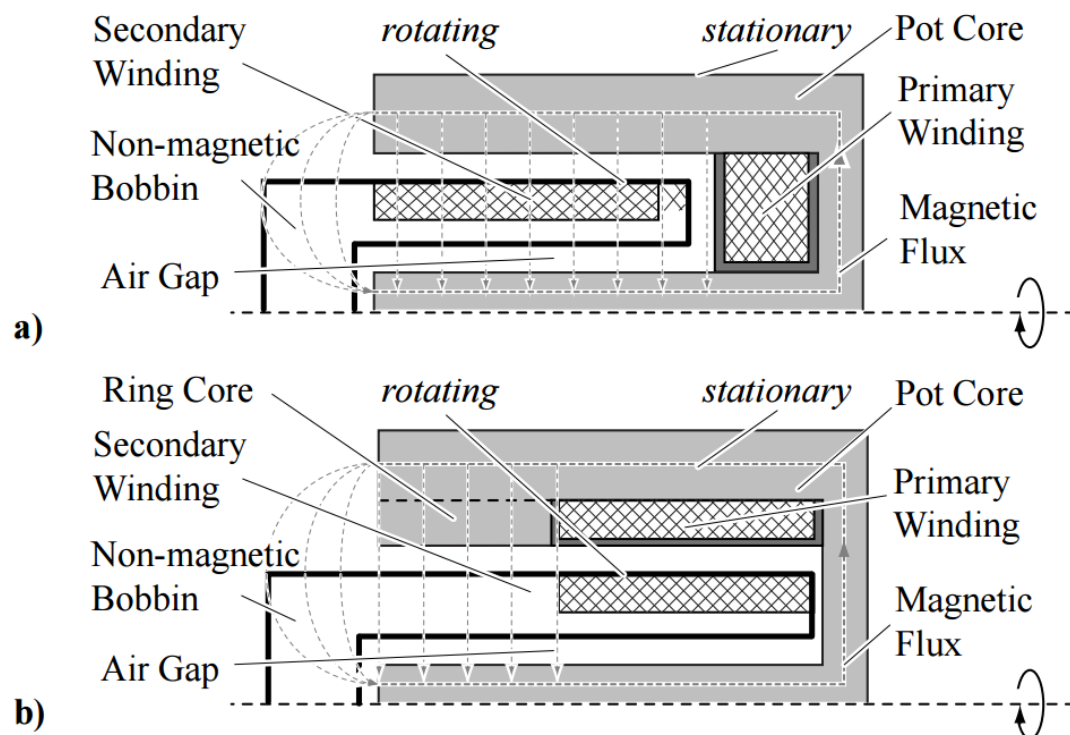 Secondary
Winding
rotating
stationary
Pot Core
Primary
Winding
Non-magnetic
Bobbin
Magnetic
Flux
Air Gap
a)
Ring Core
rotating
stationary
Pot Core
Secondary
Winding
Primary
Winding
Non-magnetic
Bobbin
Magnetic
Flux
Air Gap
b)